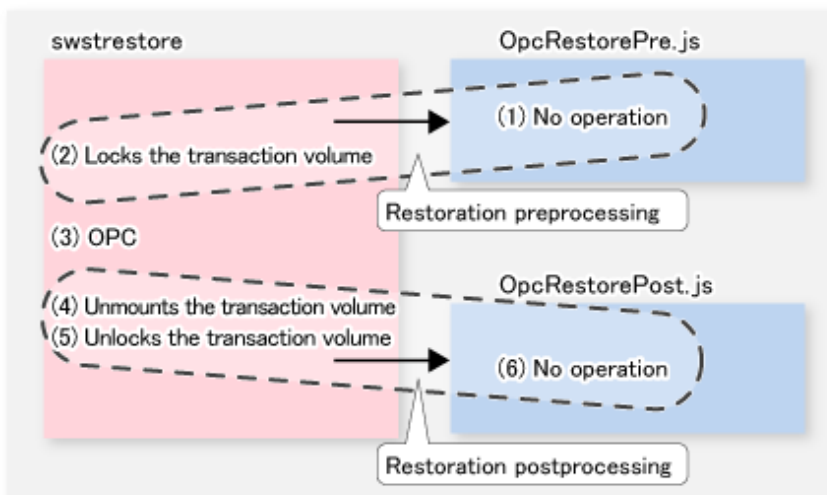 swstrestore
OpcRestorePre.js
(1) No operation
(2) Locks the transaction volume
Restoration preprocessing
(3) OPC
OpcRestorePost.js
(4) Unmounts the transaction volume
(5) Unlocks the transaction volume
(6) No operation
Restoration postprocessing